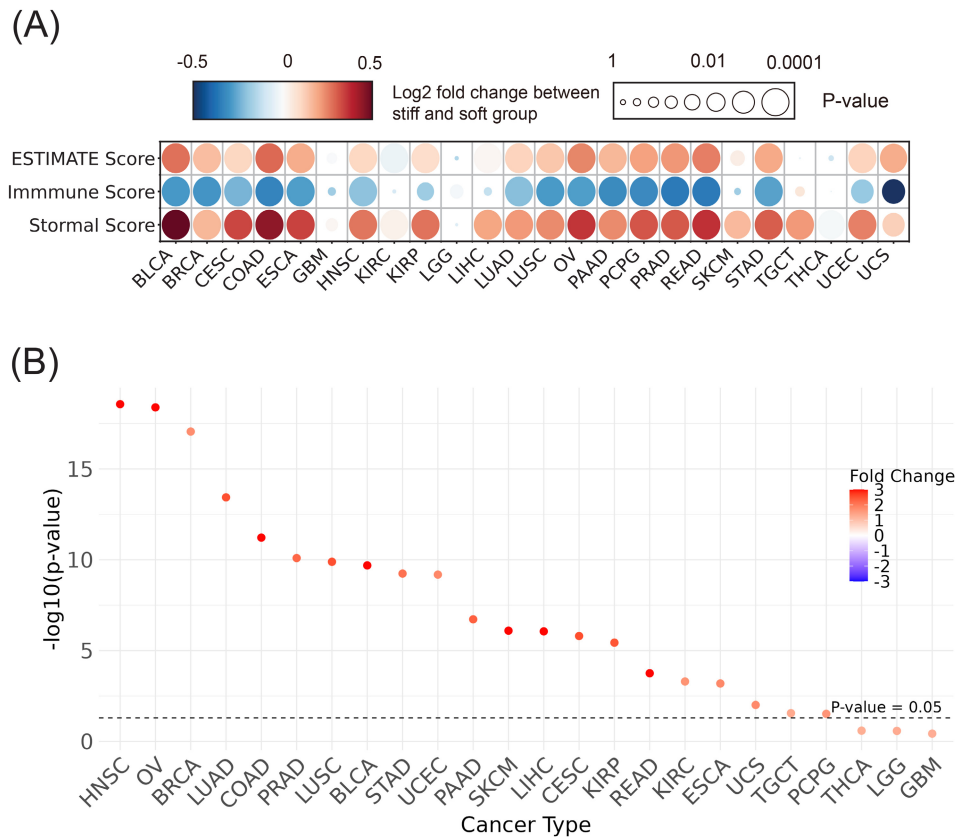 (A)
-0.5 0 0.5
Log2 fold change between
stiff and soft group
1 0.01 0.0001
P-value
ESTIMATE Score
Immmune Score
Stormal Score
BLCA BRCA CESC COAD ESCA GBM HNSC KIRC KIRP LGG LIHC LUAD LUSC OV PAAD PCPG PRAD READ SKCM STAD TGCT THCA UCEC UCS
(B)
-log10(p-value)
15
10
5
0
Fold Change
3
2
1
0
-1
-2
-3
P-value = 0.05
HNSC OV BRCA LUAD COAD PRAD LUSC BLCA STAD UCEC PAAD SKCM LIHC CESC KIRP READ KIRC ESCA UCS TGCT PCPG THCA LGG GBM
Cancer Type